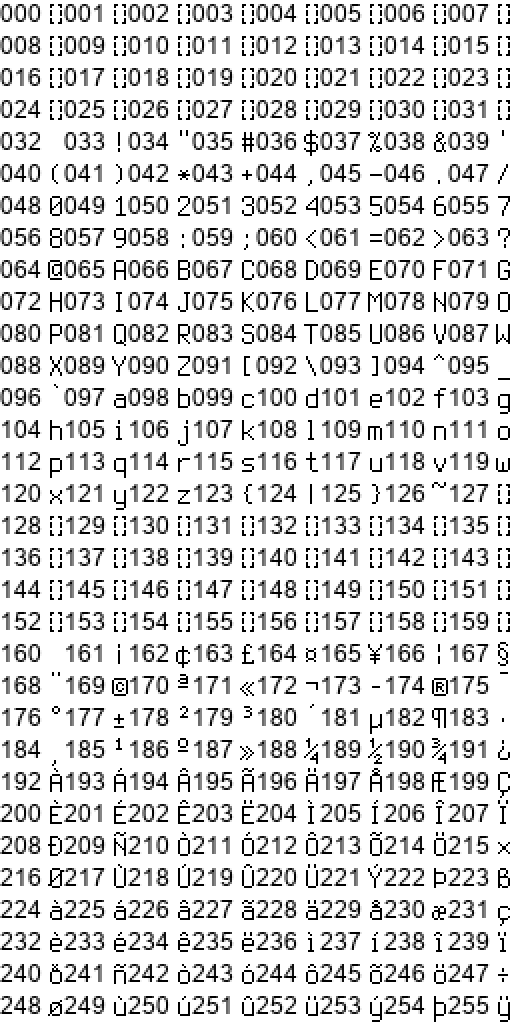 000 []001 []002 []003 []004 []005 []006 []007 []
008 []009 []010 []011 []012 []013 []014 []015 []
016 []017 []018 []019 []020 []021 []022 []023 []
024 []025 []026 []027 []028 []029 []030 []031 []
032   033 !034 "035 #036 $037 %038 &039 '
040 (041 )042 *043 +044 ,045 -046 .047 /
048 0049 1050 2051 3052 4053 5054 6055 7
056 8057 9058 :059 ;060 <061 =062 >063 ?
064 @065 A066 B067 C068 D069 E070 F071 G
072 H073 I074 J075 K076 L077 M078 N079 O
080 P081 Q082 R083 S084 T085 U086 V087 W
088 X089 Y090 Z091 [092 \093 ]094 ^095 _
096 `097 a098 b099 c100 d101 e102 f103 g
104 h105 i106 j107 k108 l109 m110 n111 o
112 p113 q114 r115 s116 t117 u118 v119 w
120 x121 y122 z123 {124 |125 }126 ~127 []
128 []129 []130 []131 []132 []133 []134 []135 []
136 []137 []138 []139 []140 []141 []142 []143 []
144 []145 []146 []147 []148 []149 []150 []151 []
152 []153 []154 []155 []156 []157 []158 []159 []
160   161 ¡162 ¢163 £164 ¤165 ¥166 ¦167 §
168 ¨169 ©170 ª171 «172 ¬173 -174 ®175 ¯
176 °177 ±178 ²179 ³180 ´181 µ182 ¶183 ·
184 ¸185 ¹186 º187 »188 ¼189 ½190 ¾191 ¿
192 À193 Á194 Â195 Ã196 Ä197 Å198 Æ199 Ç
200 È201 É202 Ê203 Ë204 Ì205 Í206 Î207 Ï
208 Ð209 Ñ210 Ò211 Ó212 Ô213 Õ214 Ö215 ×
216 Ø217 Ù218 Ú219 Û220 Ü221 Ý222 Þ223 ß
224 à225 á226 â227 ã228 ä229 å230 æ231 ç
232 è233 é234 ê235 ë236 ì237 í238 î239 ï
240 ð241 ñ242 ò243 ó244 ô245 õ246 ö247 ÷
248 ø249 ù250 ú251 û252 ü253 ý254 þ255 ÿ